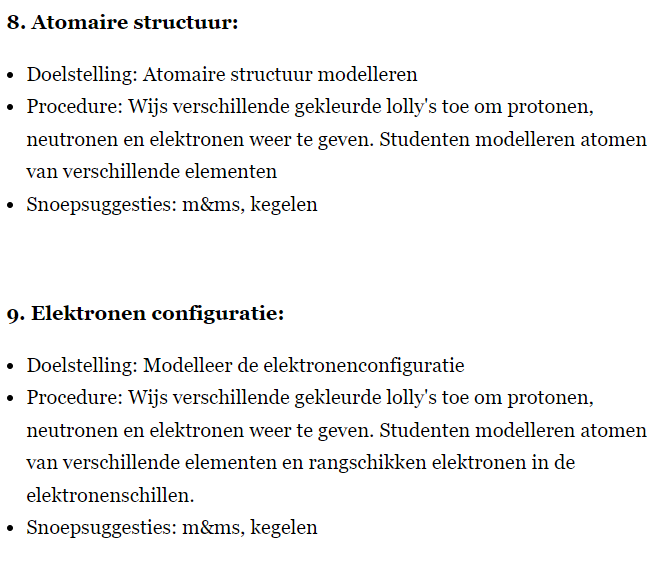 8. Atomaire structuur:
• Doelstelling: Atomaire structuur modelleren
• Procedure: Wijs verschillende gekleurde lolly's toe om protonen,
neutronen en elektronen weer te geven. Studenten modelleren atomen
van verschillende elementen
• Snoepsuggesties: m&ms, kegelen
9. Elektronen configuratie:
• Doelstelling: Modelleer de elektronenconfiguratie
• Procedure: Wijs verschillende gekleurde lolly's toe om protonen,
neutronen en elektronen weer te geven. Studenten modelleren atomen
van verschillende elementen en rangschikken elektronen in de
elektronenschillen.
• Snoepsuggesties: m&ms, kegelen